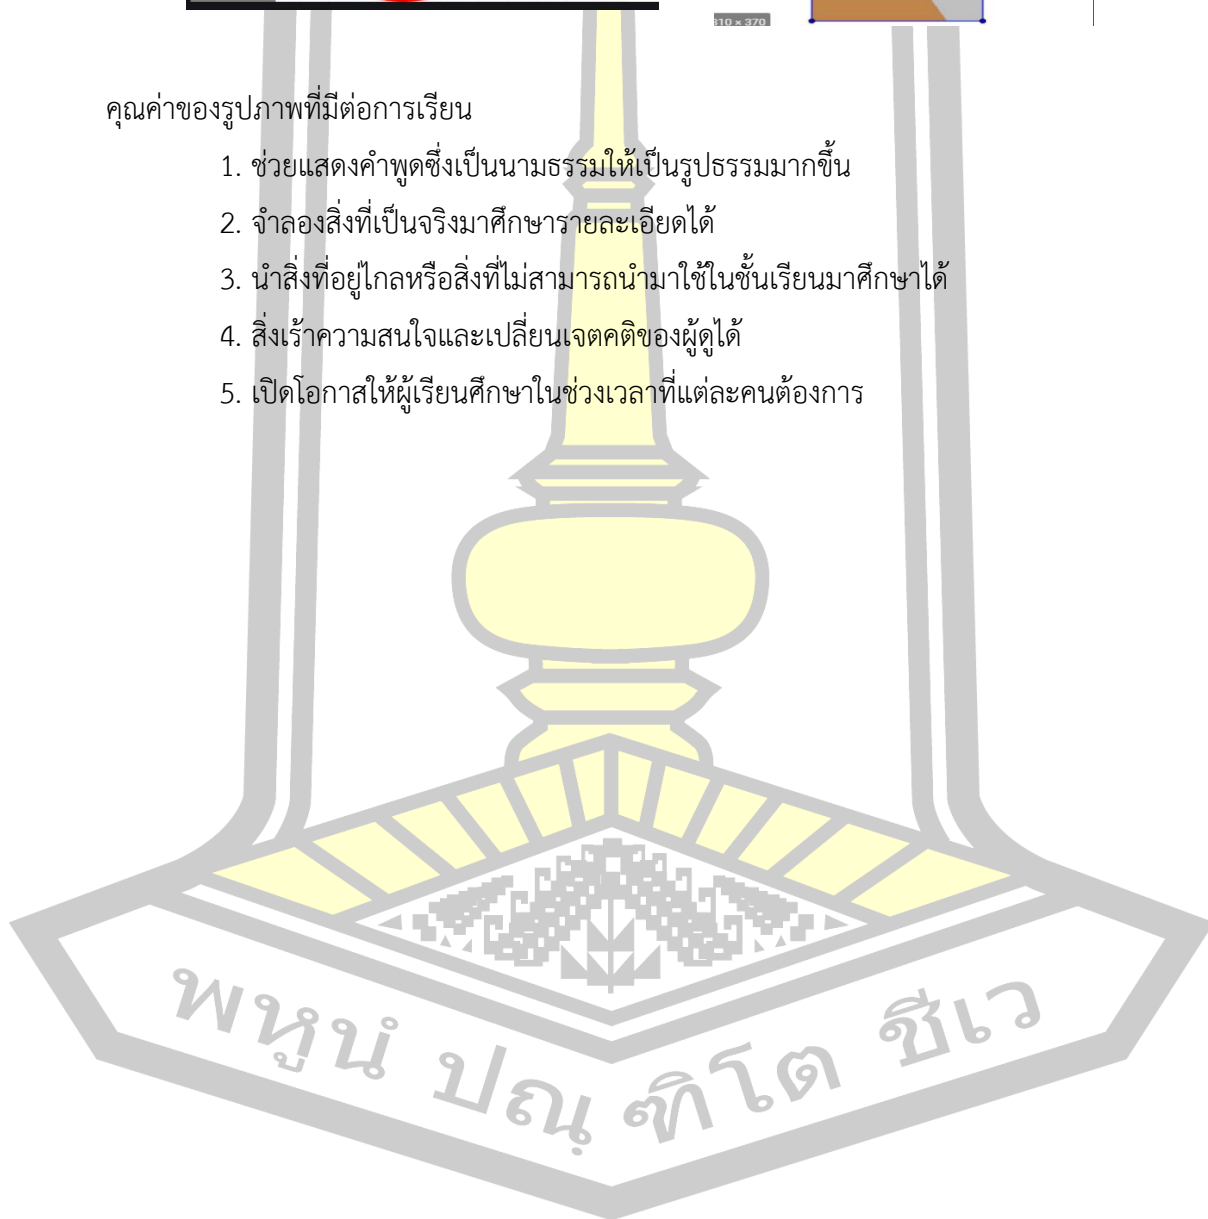 310 × 370
คุณค่าของรูปภาพที่มีต่อการเรียน
1. ช่วยแสดงคำพูดซึ่งเป็นนามธรรมให้เป็นรูปธรรมมากขึ้น
2. จำลองสิ่งที่เป็นจริงมาศึกษารายละเอียดได้
3. นำสิ่งที่อยู่ไกลหรือสิ่งที่ไม่สามารถนำมาใช้ในชั้นเรียนมาศึกษาได้
4. สิ่งเร้าความสนใจและเปลี่ยนเจตคติของผู้ดูได้
5. เปิดโอกาสให้ผู้เรียนศึกษาในช่วงเวลาที่แต่ละคนต้องการ
พหูนํ ปณฺ ฑิโต ชีเว